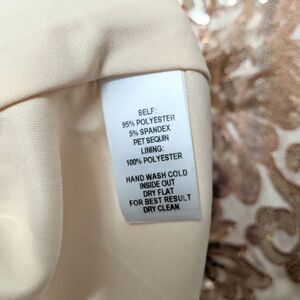 SELF:
95% POLYESTER
5% SPANDEX
PET SEQUIN
LINING:
100% POLYESTER
HAND WASH COLD
INSIDE OUT
DRY FLAT
FOR BEST RESULT
DRY CLEAN